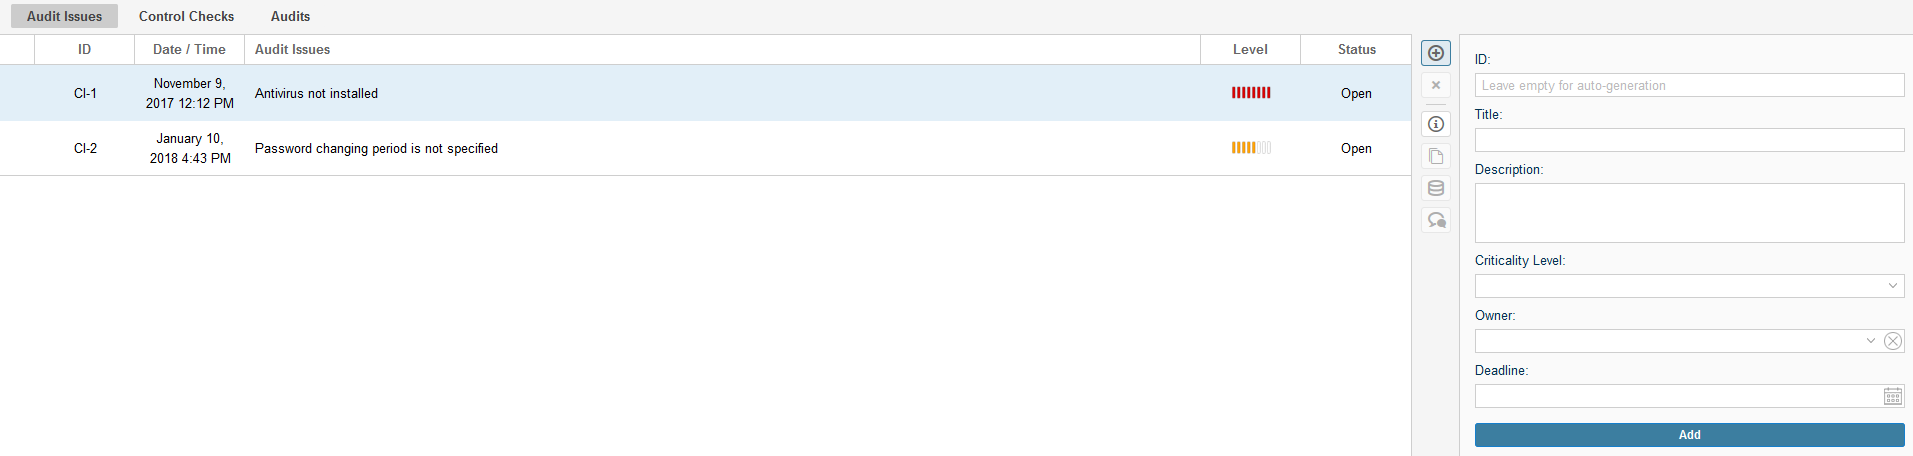 Audit Issues
Control Checks
Audits
ID
Date / Time
Audit Issues
Level
Status
CI-1
November 9,
2017 12:12 PM
Antivirus not installed
Open
CI-2
January 10,
2018 4:43 PM
Password changing period is not specified
Open
ID:
Leave empty for auto-generation
Title:
Description:
Criticality Level:
Owner:
Deadline:
Add